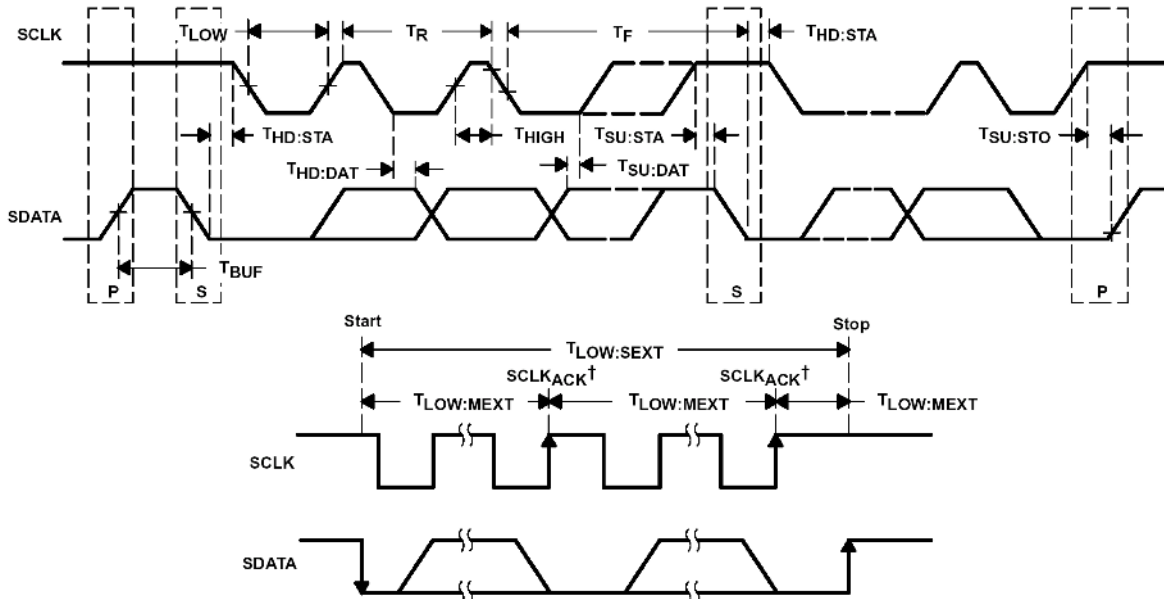 SCLK TLOW TR TF THD:STA
THD:STA THIGH TSU:STA TSU:STO
THD:DAT TSU:DAT
SDATA
TBUF
P S S P
Start Stop
TLOW:SEXT
SCLKACK† SCLKACK†
TLOW:MEXT TLOW:MEXT TLOW:MEXT
SCLK
SDATA